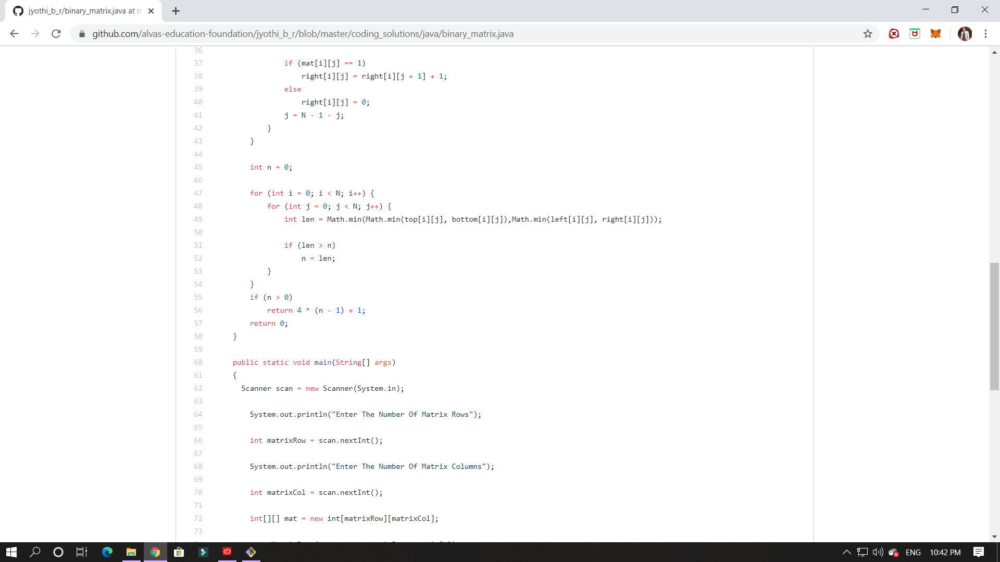 jyothi_b_r/binary_matrix.java at m
github.com/alvas-education-foundation/jyothi_b_r/blob/master/coding_solutions/java/binary_matrix.java
36
37 if (mat[i][j] == 1)
38 right[i][j] = right[i][j + 1] + 1;
39 else
40 right[i][j] = 0;
41 j = N - 1 - j;
42 }
43 }
44
45 int n = 0;
46
47 for (int i = 0; i < N; i++) {
48 for (int j = 0; j < N; j++) {
49 int len = Math.min(Math.min(top[i][j], bottom[i][j]),Math.min(left[i][j], right[i][j]));
50
51 if (len > n)
52 n = len;
53 }
54 }
55 if (n > 0)
56 return 4 * (n - 1) + 1;
57 return 0;
58 }
59
60 public static void main(String[] args)
61 {
62 Scanner scan = new Scanner(System.in);
63
64 System.out.println("Enter The Number Of Matrix Rows");
65
66 int matrixRow = scan.nextInt();
67
68 System.out.println("Enter The Number Of Matrix Columns");
69
70 int matrixCol = scan.nextInt();
71
72 int[][] mat = new int[matrixRow][matrixCol];
73
ENG 10:42 PM